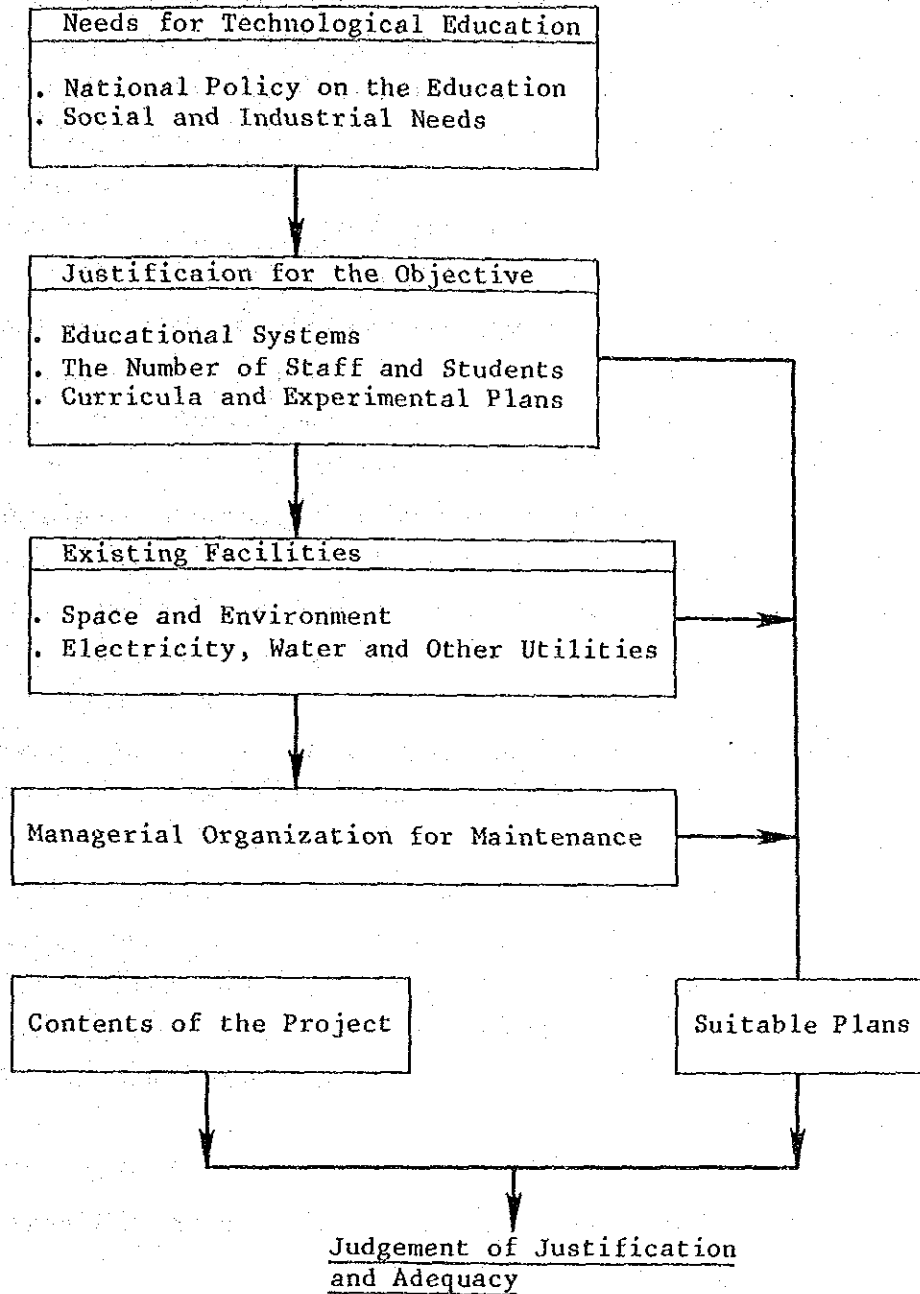 Needs for Technological Education
. National Policy on the Education
. Social and Industrial Needs
Justificaion for the Objective
. Educational Systems
. The Number of Staff and Students
. Curricula and Experimental Plans
Existing Facilities
. Space and Environment
. Electricity, Water and Other Utilities
Managerial Organization for Maintenance
Contents of the Project
Suitable Plans
Judgement of Justification
and Adequacy